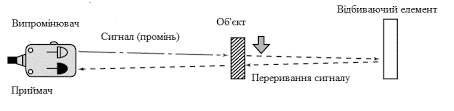 Відбиваючий елемент
Об'єкт
Випромінювач
Сигнал (промінь)
Переривання сигналу
Приймач